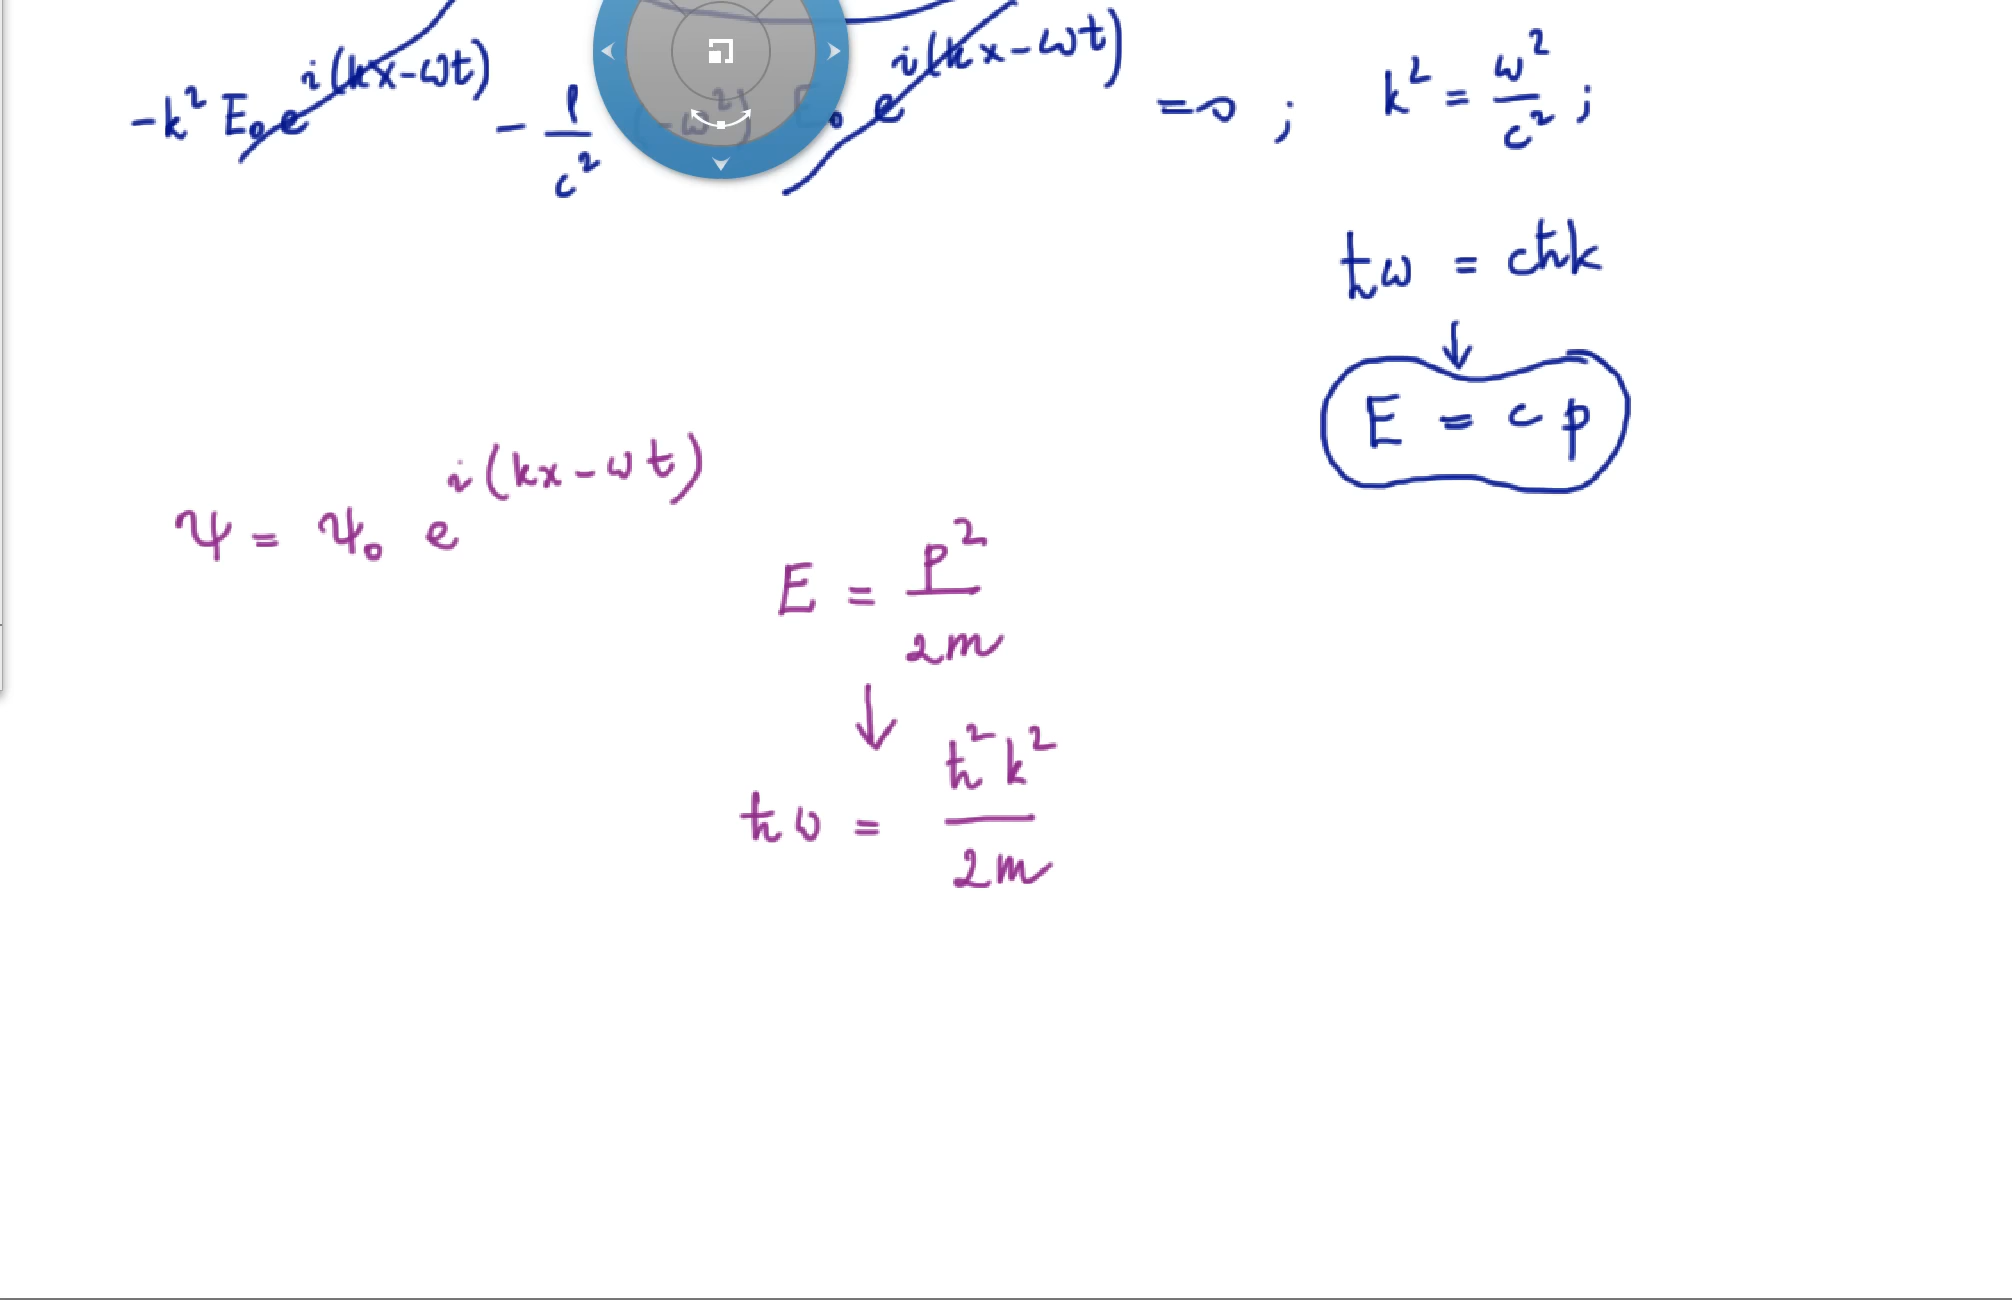 -k² E₀ e^{i(kx-ωt)} - 1/c² (-ω²) E₀ e^{i(kx-ωt)} = 0 ; k² = ω²/c² ;
ħω = cħk
↓
E = cp
ψ = ψ₀ e^{i(kx-ωt)}
E = p²/2m
↓
ħω = ħ²k²/2m